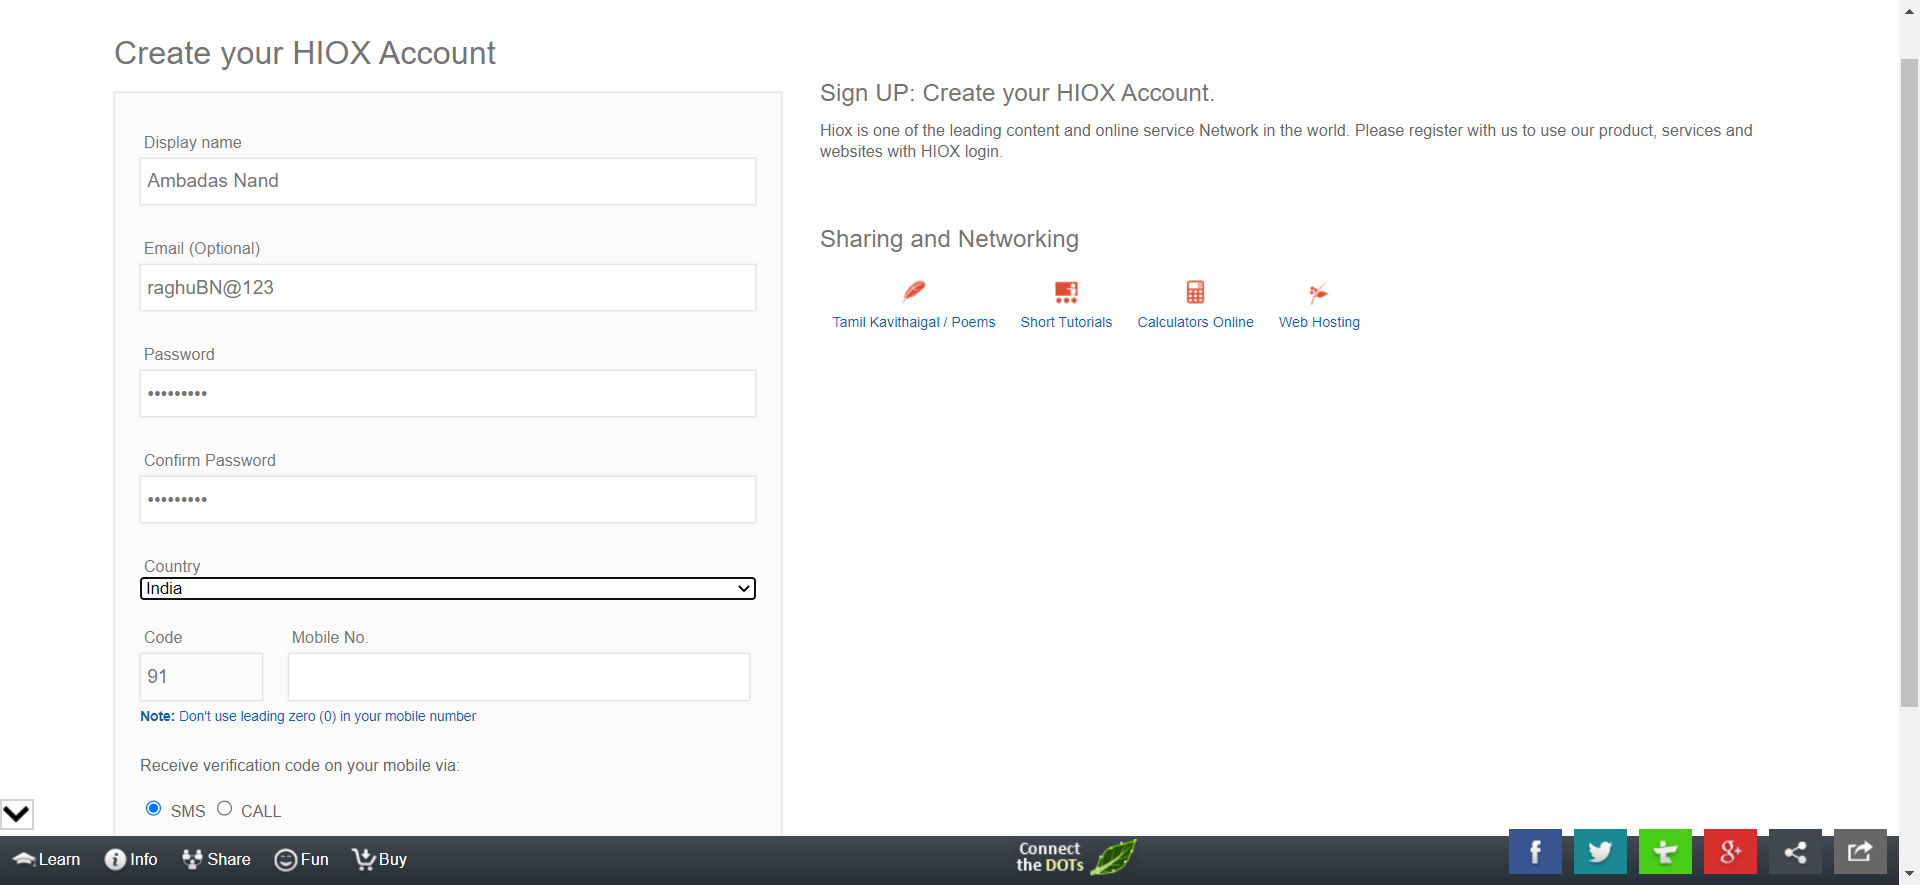 Create your HIOX Account
Display name
Ambadas Nand
Email (Optional)
raghuBN@123
Password
•••••••••
Confirm Password
•••••••••
Country
India
Code
Mobile No.
91
Note: Don't use leading zero (0) in your mobile number
Receive verification code on your mobile via:
SMS
CALL
Sign UP: Create your HIOX Account.
Hiox is one of the leading content and online service Network in the world. Please register with us to use our product, services and
websites with HIOX login.
Sharing and Networking
Tamil Kavithaigal / Poems
Short Tutorials
Calculators Online
Web Hosting
Learn
Info
Share
Fun
Buy
Connect
the DOTs